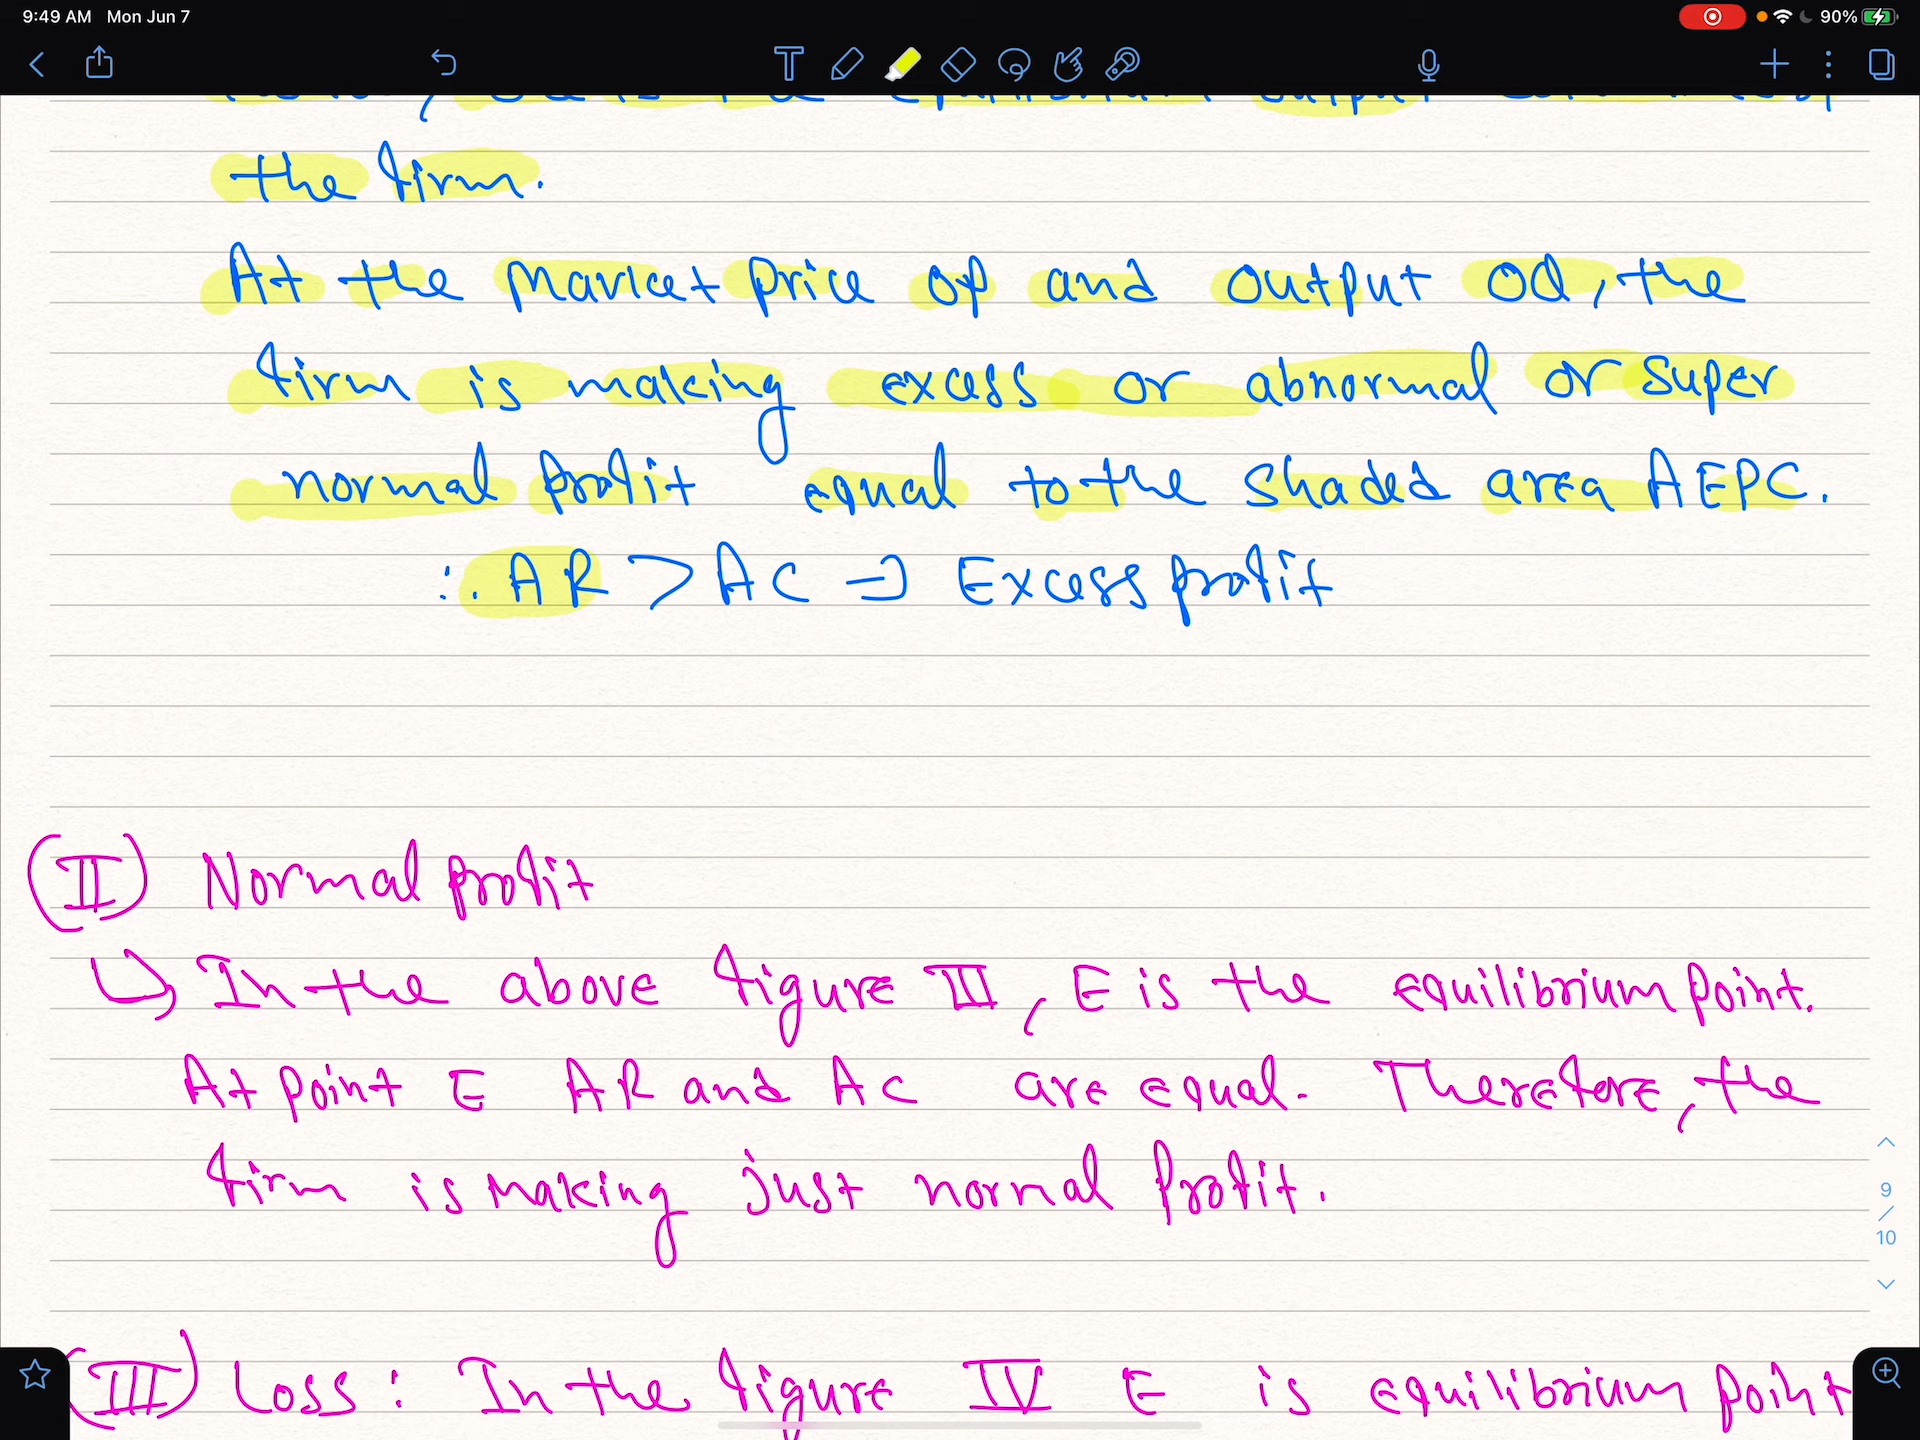 9:49 AM Mon Jun 7
90%
the firm.
At the market price OP and output OQ, the
firm is making excess or abnormal or super
normal profit equal to the shaded area AEPC.
∴ AR > AC ⇒ Excess profit
(II) Normal profit
↳ In the above figure III, E is the equilibrium point.
At point E AR and AC are equal. Therefore, the
firm is making just normal profit.
9
/
10
(III) Loss: In the figure IV E is equilibrium point